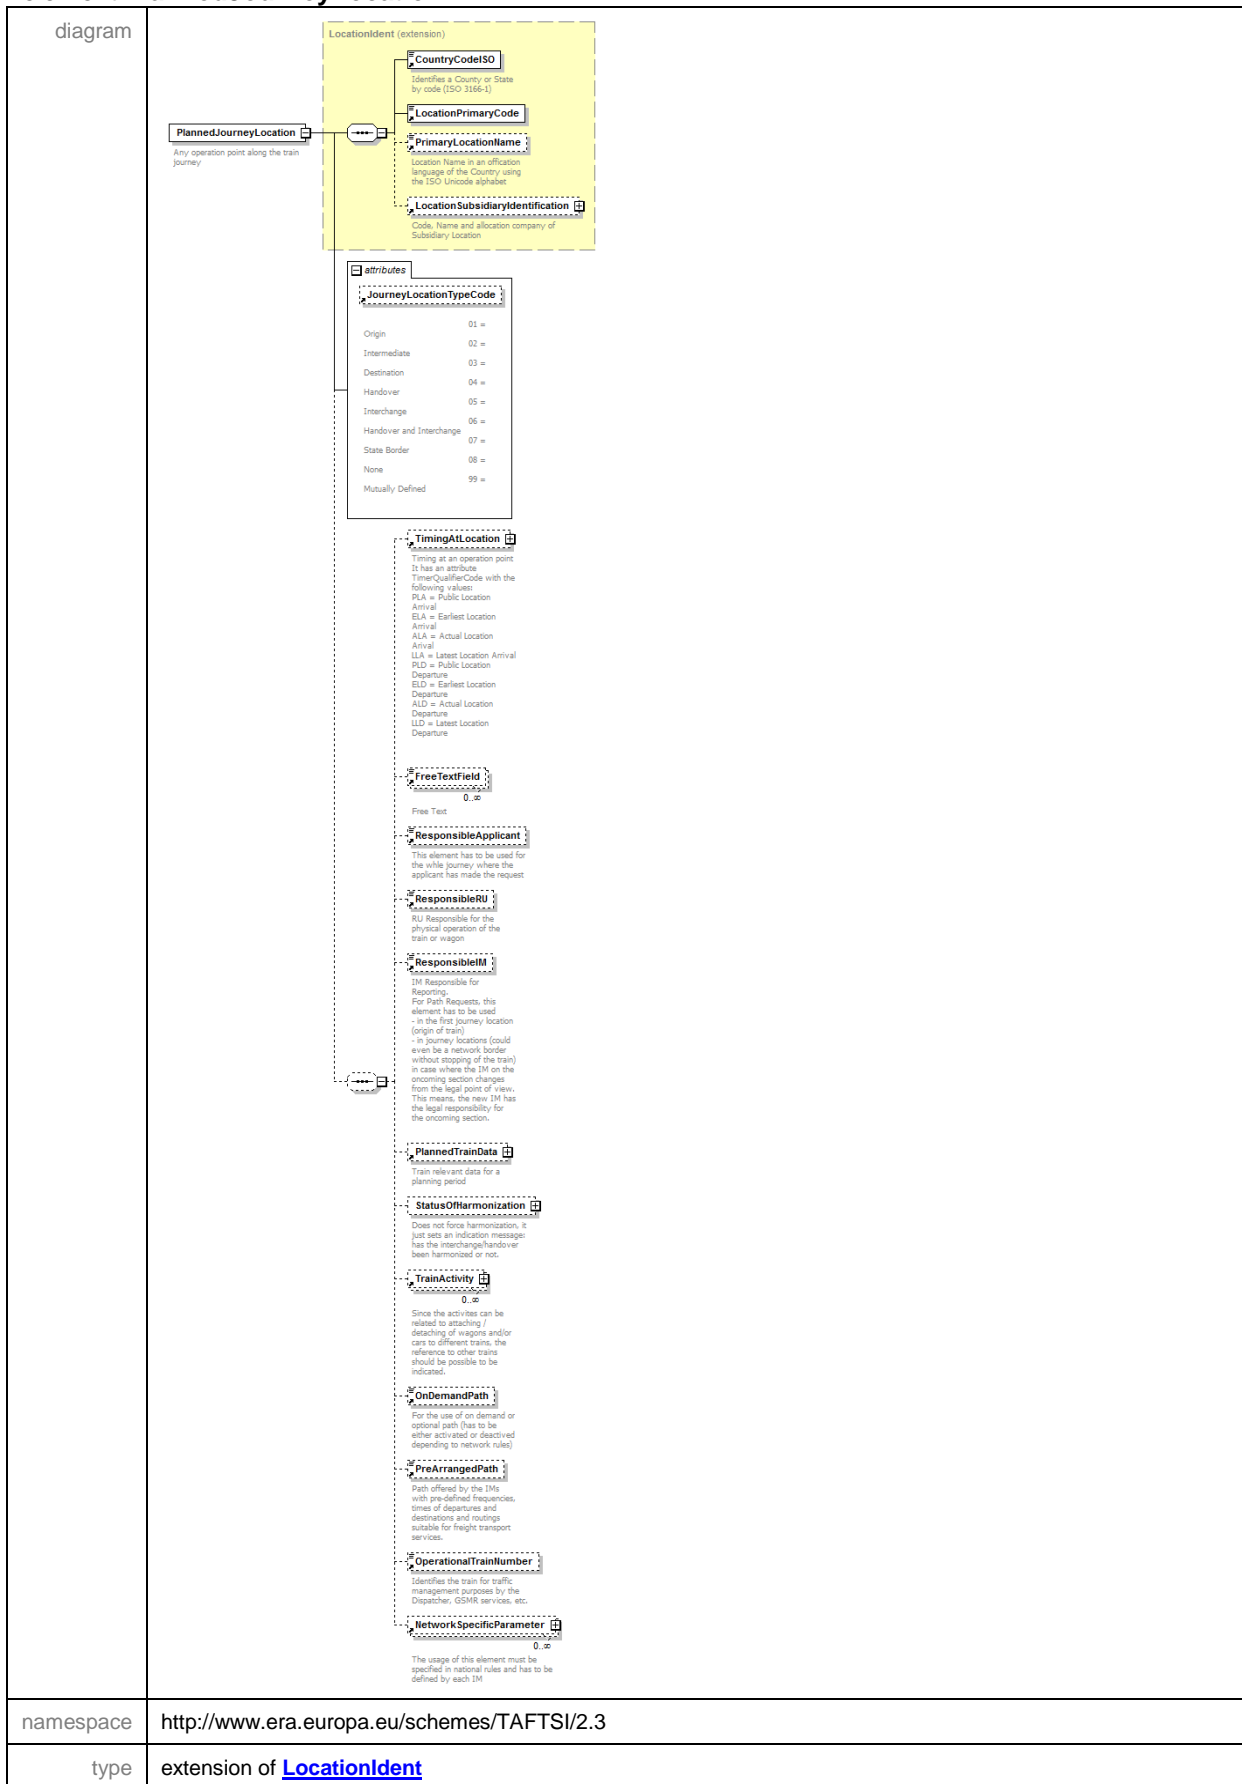 diagram
LocationIdent (extension)
CountryCodeISO
Identifies a County or State
by code (ISO 3166-1)
LocationPrimaryCode
PlannedJourneyLocation
Any operation point along the train
journey
PrimaryLocationName
Location Name in an offication
language of the Country using
the ISO Unicode alphabet
LocationSubsidiaryIdentification
Code, Name and allocation company of
Subsidiary Location
attributes
JourneyLocationTypeCode
01 =
Origin
02 =
Intermediate
03 =
Destination
04 =
Handover
05 =
Interchange
06 =
Handover and Interchange
07 =
State Border
08 =
None
99 =
Mutually Defined
TimingAtLocation
Timing at an operation point
It has an attribute
TimerQualifierCode with the
following values:
PLA = Public Location
Arrival
ELA = Earliest Location
Arrival
ALA = Actual Location
Arival
LLA = Latest Location Arrival
PLD = Public Location
Departure
ELD = Earliest Location
Departure
ALD = Actual Location
Departure
LLD = Latest Location
Departure
FreeTextField
0..∞
Free Text
ResponsibleApplicant
This element has to be used for
the whle journey where the
applicant has made the request
ResponsibleRU
RU Responsible for the
physical operation of the
train or wagon
ResponsibleIM
IM Responsible for
Reporting.
For Path Requests, this
element has to be used
- in the first journey location
(origin of train)
- in journey locations (could
even be a network border
without stopping of the train)
in case where the IM on the
oncoming section changes
from the legal point of view.
This means, the new IM has
the legal responsibility for
the oncoming section.
PlannedTrainData
Train relevant data for a
planning period
StatusOfHarmonization
Does not force harmonization, it
just sets an indication message:
has the interchange/handover
been harmonized or not.
TrainActivity
0..∞
Since the activites can be
related to attaching /
detaching of wagons and/or
cars to different trains, the
reference to other trains
should be possible to be
indicated.
OnDemandPath
For the use of on demand or
optional path (has to be
either activated or deactived
depending to network rules)
PreArrangedPath
Path offered by the IMs
with pre-defined frequencies,
times of departures and
destinations and routings
suitable for freight transport
services.
OperationalTrainNumber
Identifies the train for traffic
management purposes by the
Dispatcher, GSMR services, etc.
NetworkSpecificParameter
0..∞
The usage of this element must be
specified in national rules and has to be
defined by each IM
namespace http://www.era.europa.eu/schemes/TAFTSI/2.3
type extension of LocationIdent